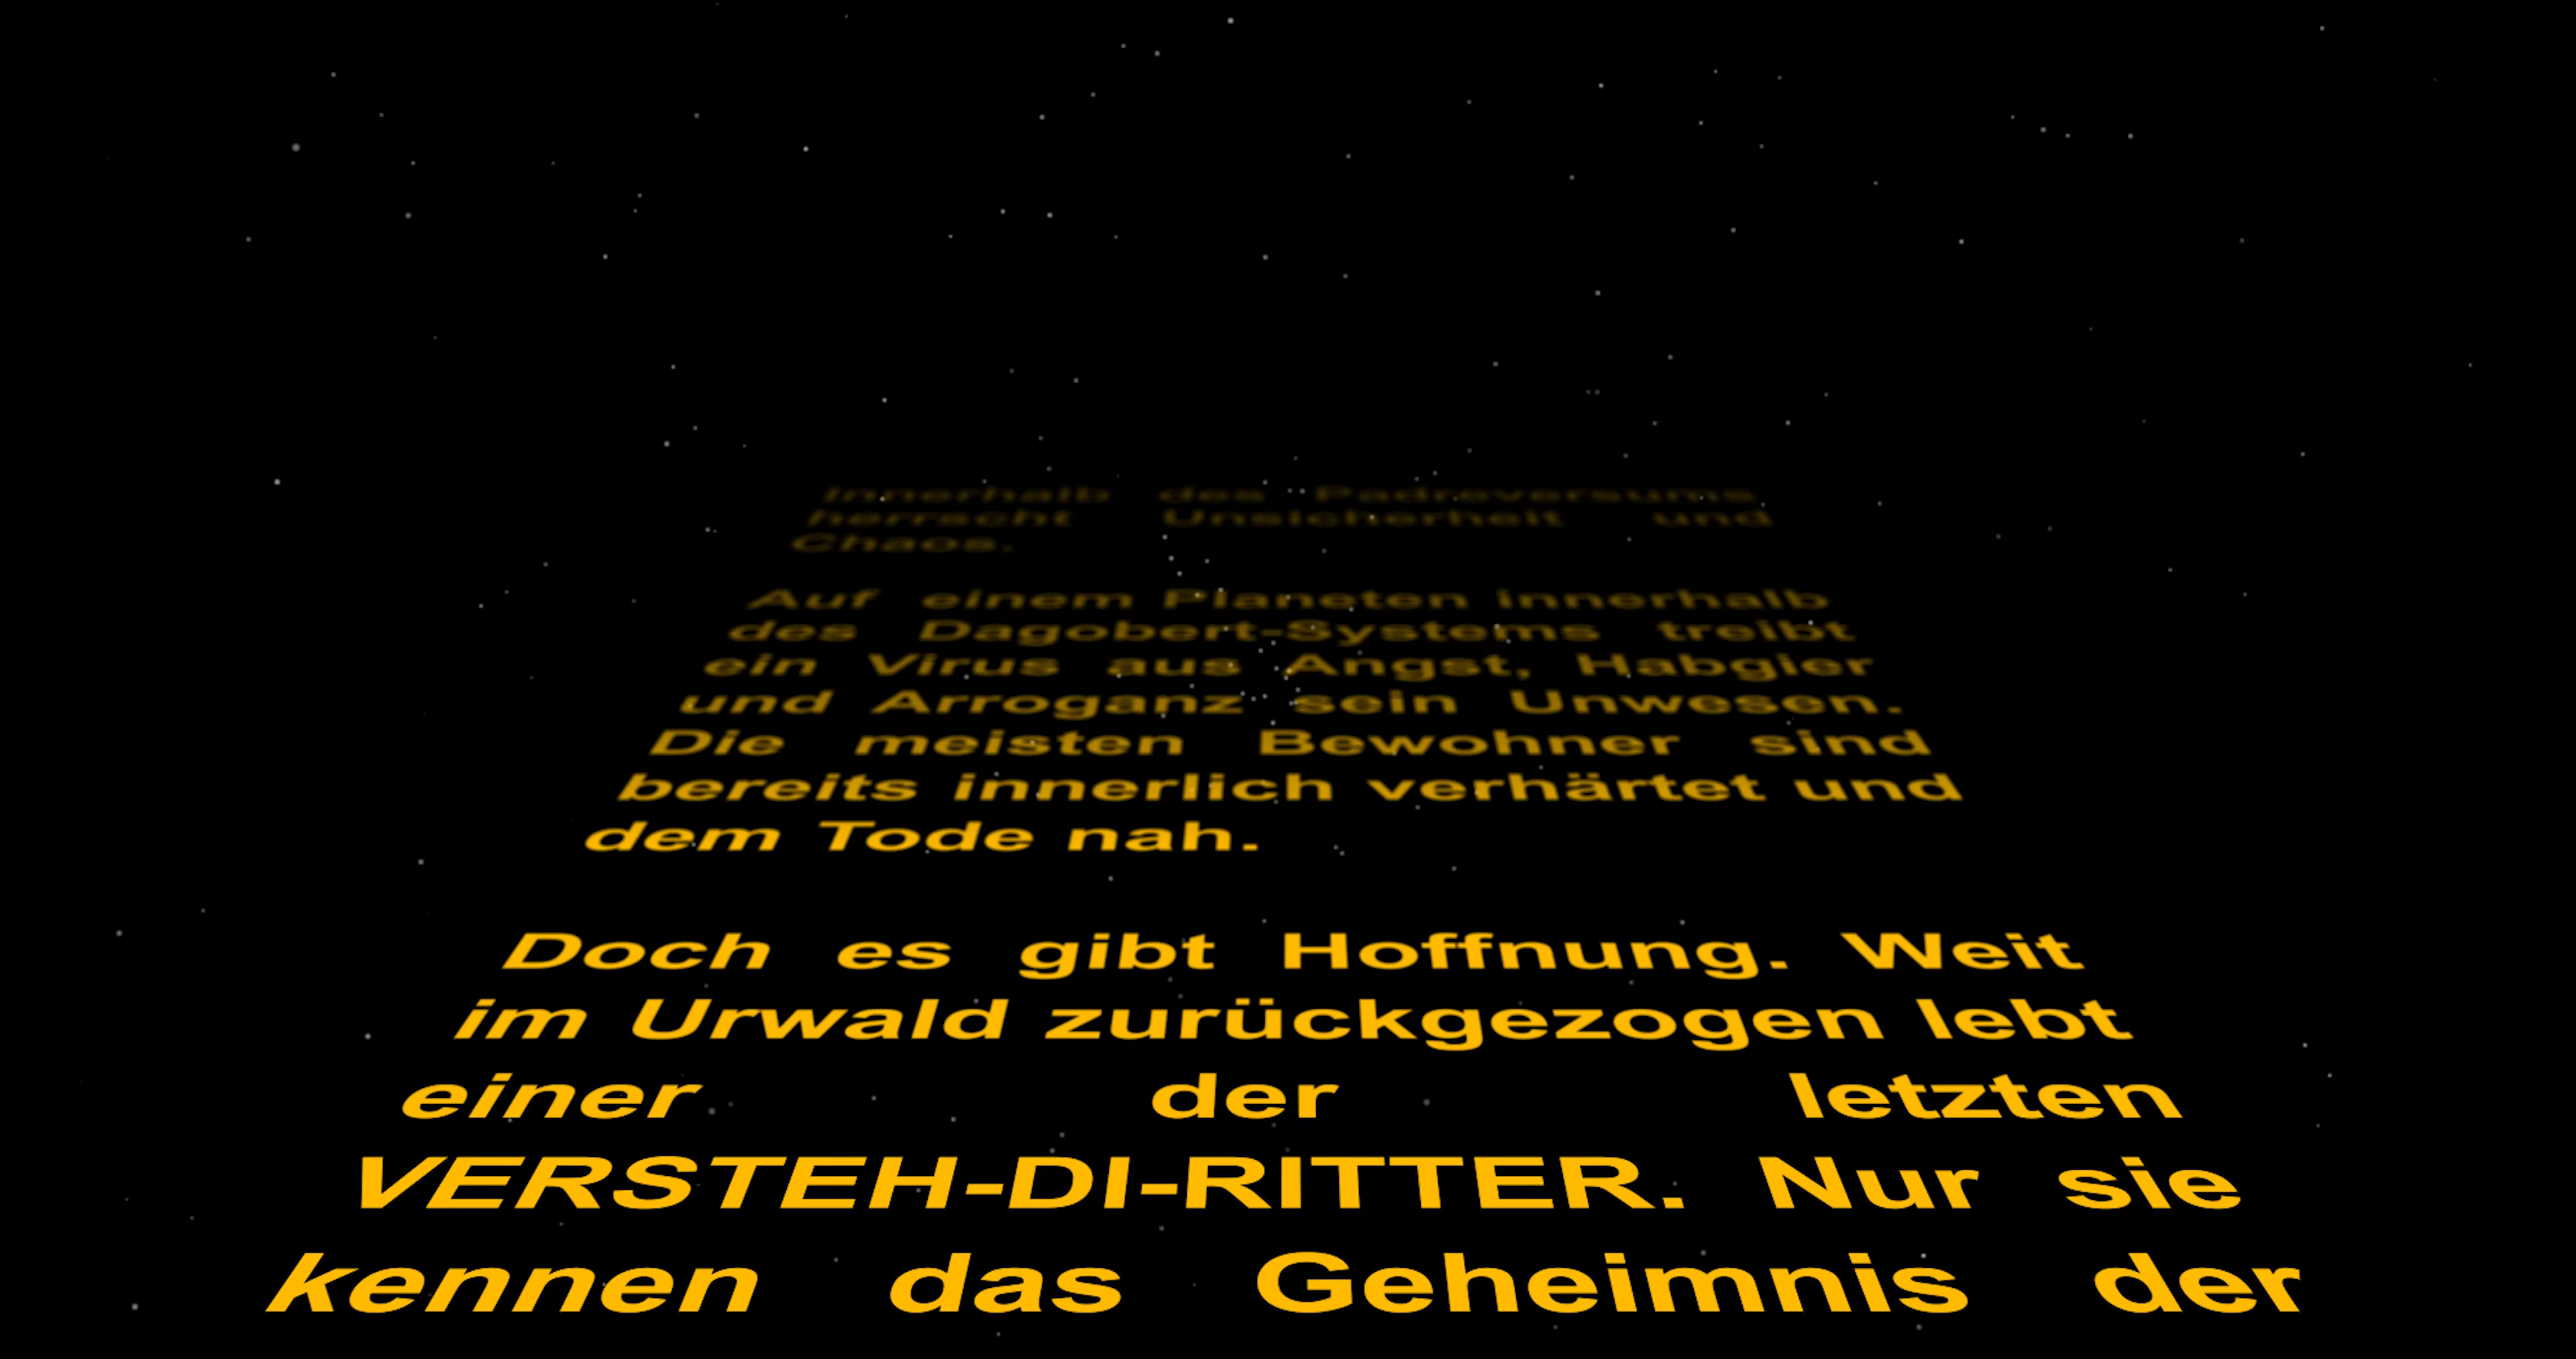 Innerhalb des Padreversums
herrscht Unsicherheit und
Chaos.
Auf einem Planeten innerhalb
des Dagobert-Systems treibt
ein Virus aus Angst, Habgier
und Arroganz sein Unwesen.
Die meisten Bewohner sind
bereits innerlich verhärtet und
dem Tode nah.
Doch es gibt Hoffnung. Weit
im Urwald zurückgezogen lebt
einer der letzten
VERSTEH-DI-RITTER. Nur sie
kennen das Geheimnis der